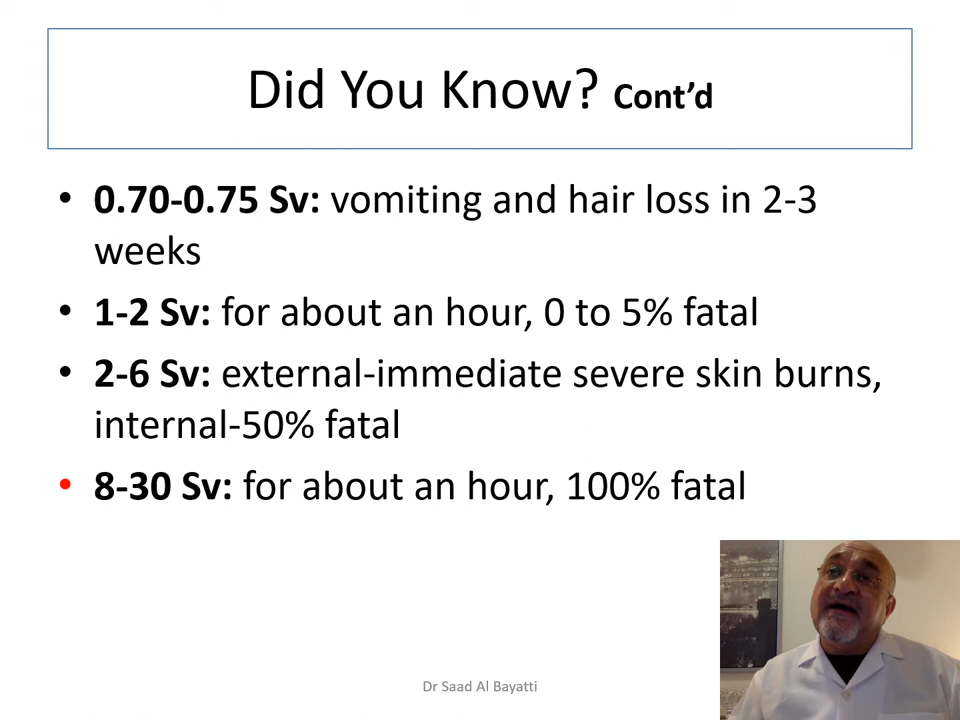 Did You Know? Cont’d
• 0.70-0.75 Sv: vomiting and hair loss in 2-3
weeks
• 1-2 Sv: for about an hour, 0 to 5% fatal
• 2-6 Sv: external-immediate severe skin burns,
internal-50% fatal
• 8-30 Sv: for about an hour, 100% fatal
Dr Saad Al Bayatti